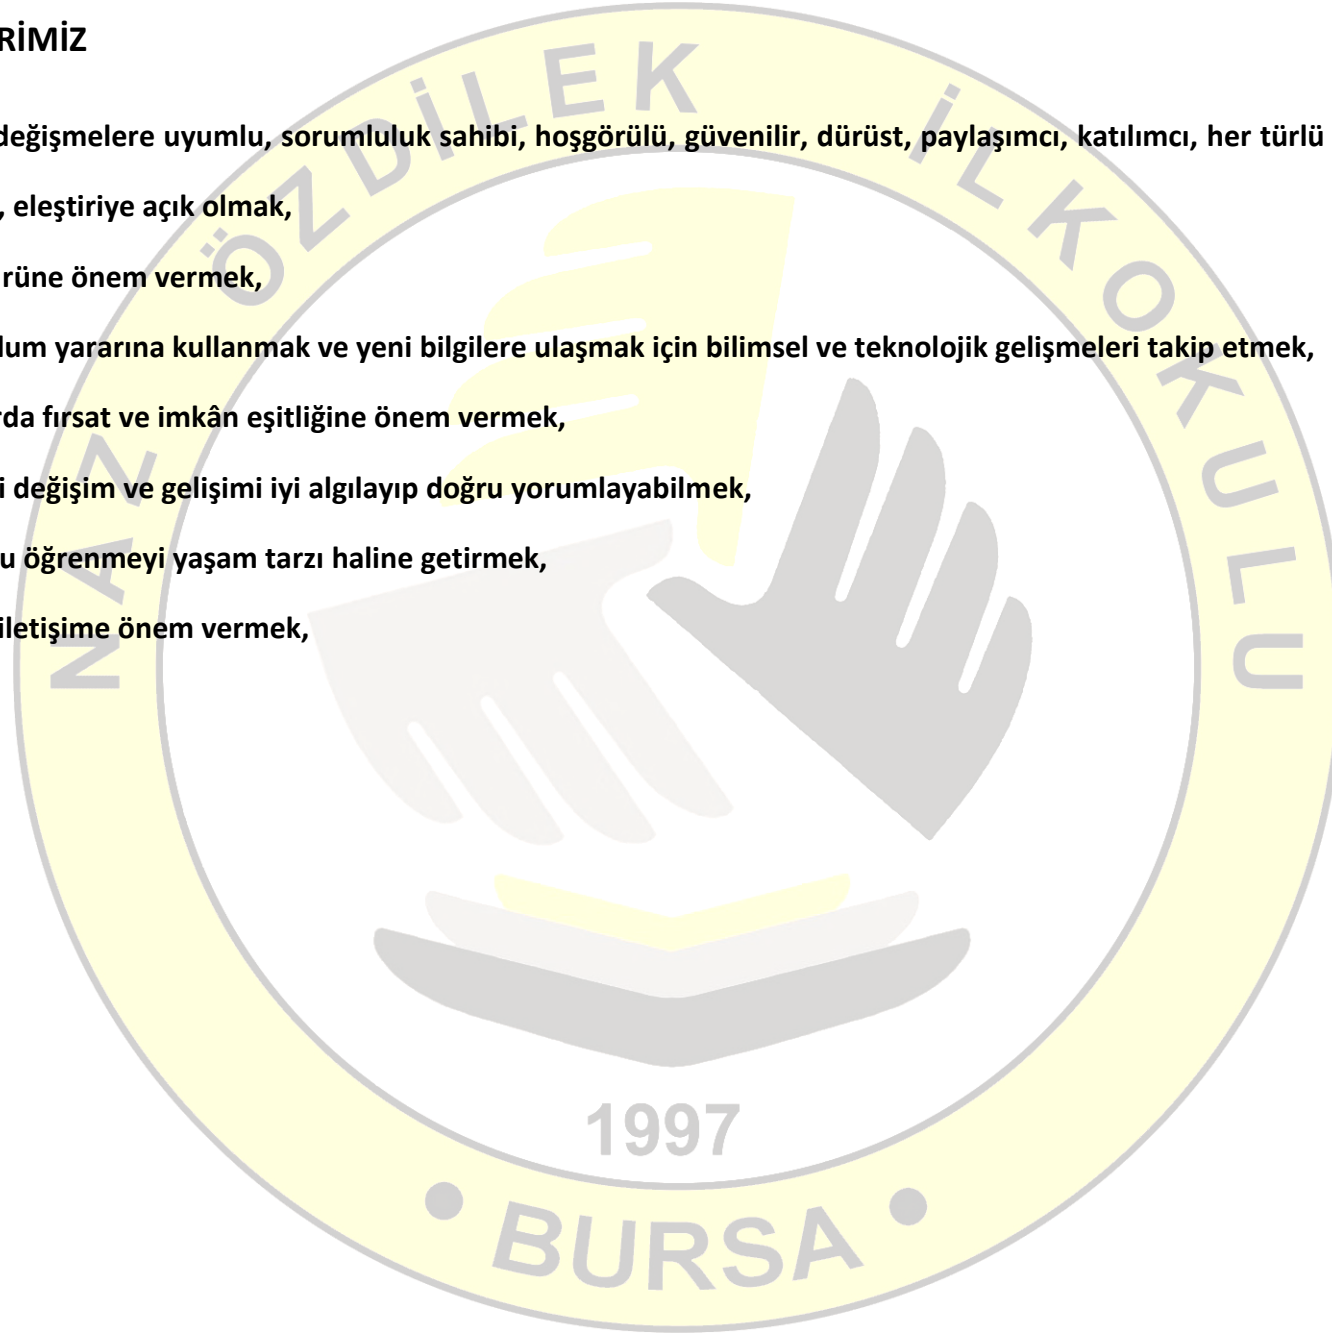 RİMİZ
değişmelere uyumlu, sorumluluk sahibi, hoşgörülü, güvenilir, dürüst, paylaşımcı, katılımcı, her türlü
, eleştiriye açık olmak,
rüne önem vermek,
lum yararına kullanmak ve yeni bilgilere ulaşmak için bilimsel ve teknolojik gelişmeleri takip etmek,
rda fırsat ve imkân eşitliğine önem vermek,
i değişim ve gelişimi iyi algılayıp doğru yorumlayabilmek,
u öğrenmeyi yaşam tarzı haline getirmek,
iletişime önem vermek,
NAZ ÖZDİLEK İLKOKULU
1997
• BURSA •